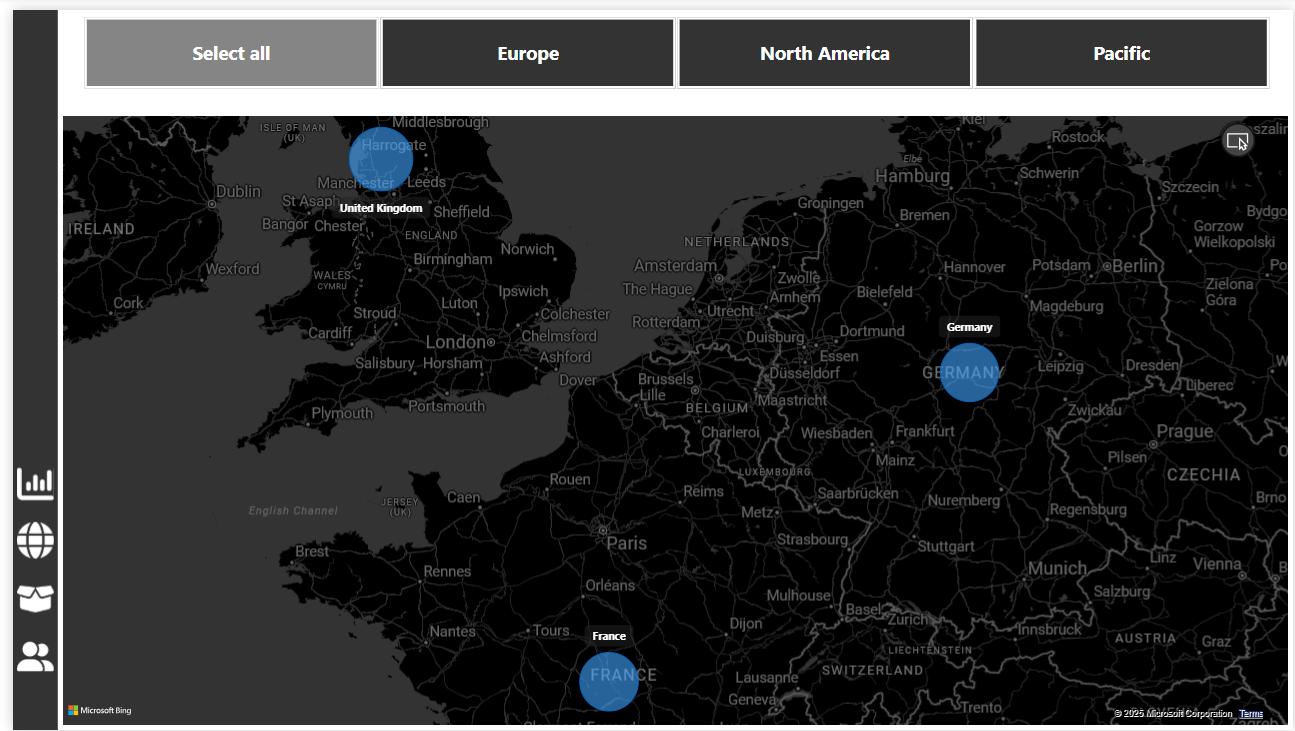 Select all
Europe
North America
Pacific
ISLE OF MAN
(UK)
Middlesbrough
Kiel
Rostock
Harrogate
Elbe
Hamburg
Schwerin
Manchester
Leeds
Dublin
Szczecin
St Asaph
United Kingdom
Sheffield
Groningen
Bremen
IRELAND
Bangor
Chester
ENGLAND
NETHERLANDS
Gorzow
Wielkopolski
Norwich
Birmingham
Amsterdam
Hannover
Potsdam
Berlin
Wexford
WALES
CYMRU
Zwolle
Ipswich
The Hague
Arnhem
Bielefeld
Zielona
Góra
Cork
Luton
Stroud
Colchester
Utrecht
Magdeburg
Rotterdam
Cardiff
London
Chelmsford
Duisburg
Dortmund
Germany
Salisbury
Horsham
Ashford
Essen
Düsseldorf
GERMANY
Leipzig
Dresden
Dover
Brussels
Lille
Liberec
Plymouth
Portsmouth
BELGIUM
Maastricht
Zwickau
Charleroi
Wiesbaden
Frankfurt
Prague
Mainz
Pilsen
LUXEMBOURG
CZECHIA
Rouen
Reims
Saarbrücken
Caen
JERSEY
(UK)
Nuremberg
Brno
English Channel
Metz
Regensburg
Paris
Strasbourg
Stuttgart
Brest
Linz
Vienna
Rennes
Orléans
Munich
Salzburg
Mulhouse
Basel
Zurich
Nantes
Tours
Dijon
Innsbruck
France
AUSTRIA
Graz
LIECHTENSTEIN
FRANCE
Lausanne
SWITZERLAND
Geneva
Trento
Microsoft Bing
© 2025 Microsoft Corporation
Terms